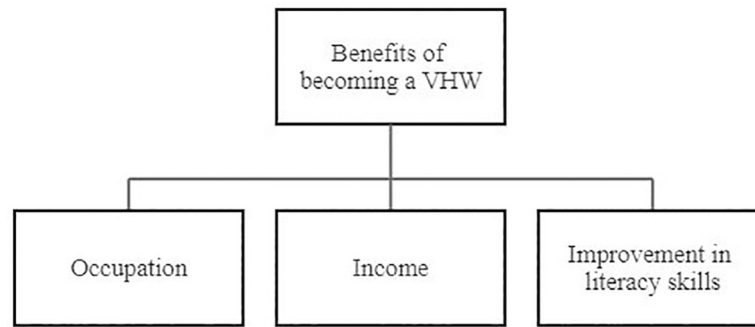 Benefits of
becoming a VHW
Occupation
Income
Improvement in
literacy skills